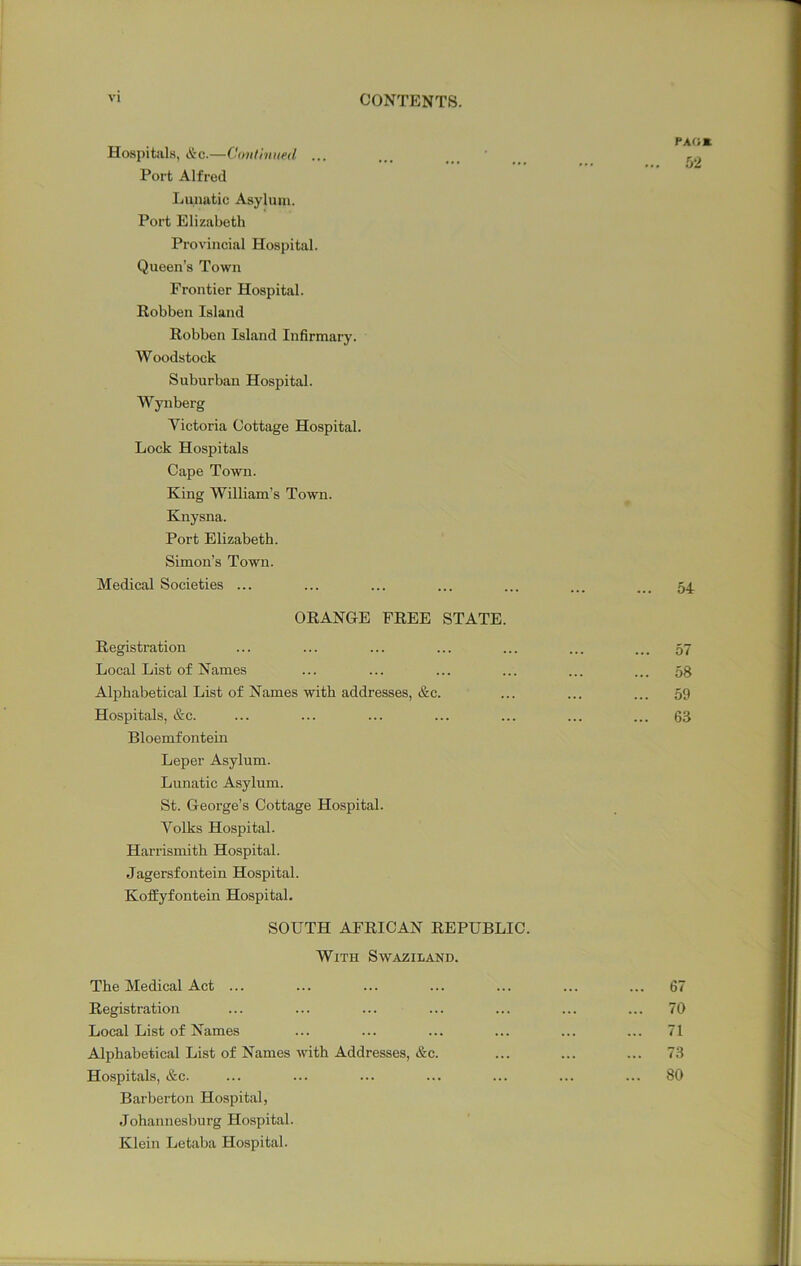 vi CONTENTS.
PAGE
Hospitals, &c.—Continued ... ... ... ... ... ... 52
Port Alfred
Lunatic Asylum.
Port Elizabeth
Provincial Hospital.
Queen's Town
Frontier Hospital.
Robben Island
Robben Island Infirmary.
Woodstock
Suburban Hospital.
Wynberg
Victoria Cottage Hospital.
Lock Hospitals
Cape Town.
King William's Town.
Knysna.
Port Elizabeth.
Simon's Town.
Medical Societies ... ... ... ... ... ... ... 54
ORANGE FREE STATE.
Registration ... ... ... ... ... ... ... 57
Local List of Names ... ... ... ... ... ... 58
Alphabetical List of Names with addresses, &c. ... ... ... 59
Hospitals, &c. ... ... ... ... ... ... ... 63
Bloemfontein
Leper Asylum.
Lunatic Asylum.
St. George's Cottage Hospital.
Volks Hospital.
Harrismith Hospital.
Jagersfontein Hospital.
Koffyfontein Hospital.
SOUTH AFRICAN REPUBLIC.
WITH SWAZILAND.
The Medical Act ... ... ... ... ... ... ... 67
Registration ... ... ... ... ... ... ... 70
Local List of Names ... ... ... ... ... ... 71
Alphabetical List of Names with Addresses, &c. ... ... ... 73
Hospitals, &c. ... ... ... ... ... ... ... 80
Barberton Hospital,
Johannesburg Hospital.
Klein Letaba Hospital.